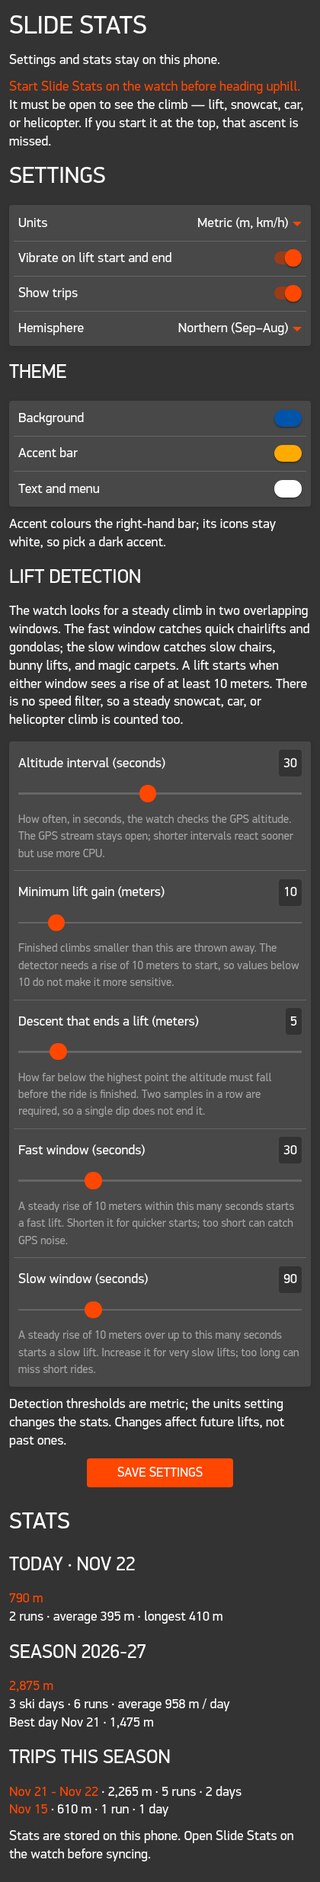 SLIDE STATS
Settings and stats stay on this phone.
Start Slide Stats on the watch before heading uphill.
It must be open to see the climb — lift, snowcat, car,
or helicopter. If you start it at the top, that ascent is
missed.
SETTINGS
Units Metric (m, km/h)
Vibrate on lift start and end
Show trips
Hemisphere Northern (Sep–Aug)
THEME
Background
Accent bar
Text and menu
Accent colours the right-hand bar; its icons stay
white, so pick a dark accent.
LIFT DETECTION
The watch looks for a steady climb in two overlapping
windows. The fast window catches quick chairlifts and
gondolas; the slow window catches slow chairs,
bunny lifts, and magic carpets. A lift starts when
either window sees a rise of at least 10 meters. There
is no speed filter, so a steady snowcat, car, or
helicopter climb is counted too.
Altitude interval (seconds) 30
How often, in seconds, the watch checks the GPS altitude.
The GPS stream stays open; shorter intervals react sooner
but use more CPU.
Minimum lift gain (meters) 10
Finished climbs smaller than this are thrown away. The
detector needs a rise of 10 meters to start, so values below
10 do not make it more sensitive.
Descent that ends a lift (meters) 5
How far below the highest point the altitude must fall
before the ride is finished. Two samples in a row are
required, so a single dip does not end it.
Fast window (seconds) 30
A steady rise of 10 meters within this many seconds starts
a fast lift. Shorten it for quicker starts; too short can catch
GPS noise.
Slow window (seconds) 90
A steady rise of 10 meters over up to this many seconds
starts a slow lift. Increase it for very slow lifts; too long can
miss short rides.
Detection thresholds are metric; the units setting
changes the stats. Changes affect future lifts, not
past ones.
SAVE SETTINGS
STATS
TODAY · NOV 22
790 m
2 runs · average 395 m · longest 410 m
SEASON 2026-27
2,875 m
3 ski days · 6 runs · average 958 m / day
Best day Nov 21 · 1,475 m
TRIPS THIS SEASON
Nov 21 - Nov 22 · 2,265 m · 5 runs · 2 days
Nov 15 · 610 m · 1 run · 1 day
Stats are stored on this phone. Open Slide Stats on
the watch before syncing.